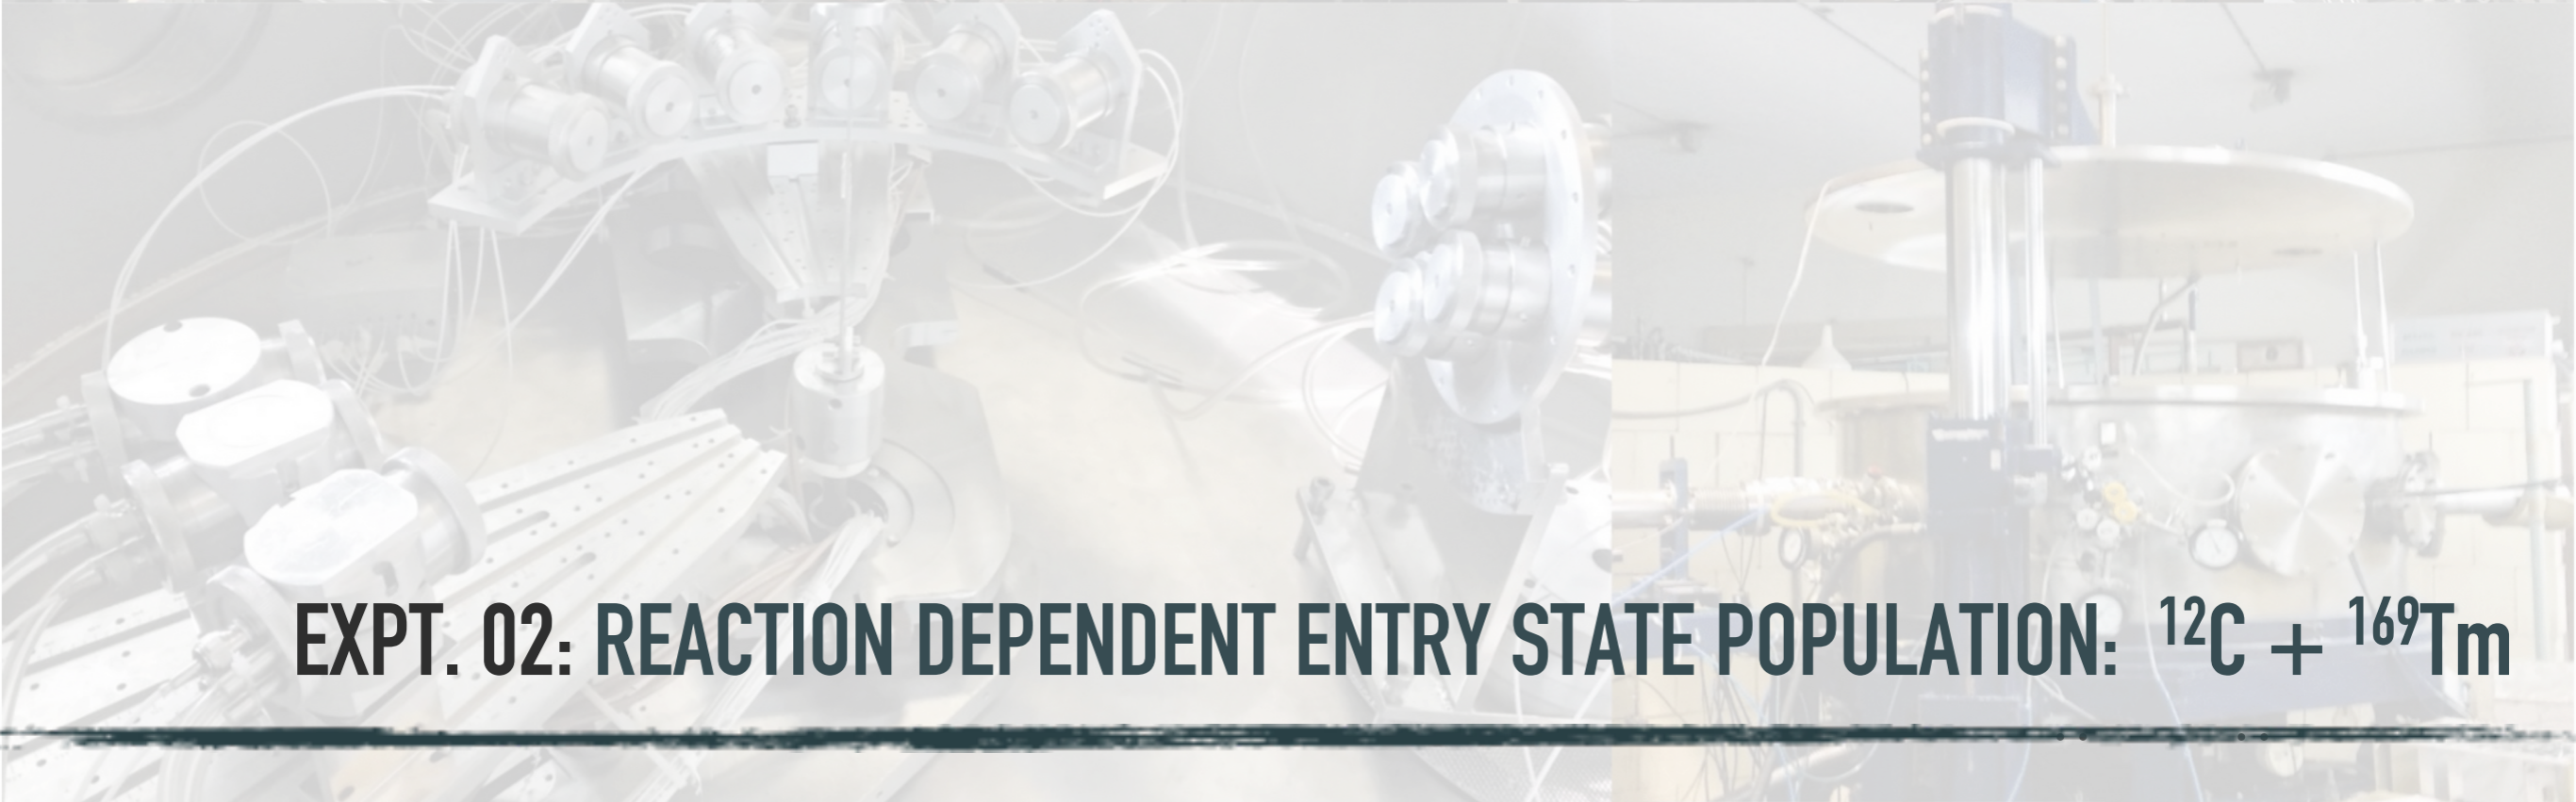 EXPT. 02: REACTION DEPENDENT ENTRY STATE POPULATION: ¹²C + ¹⁶⁹Tm